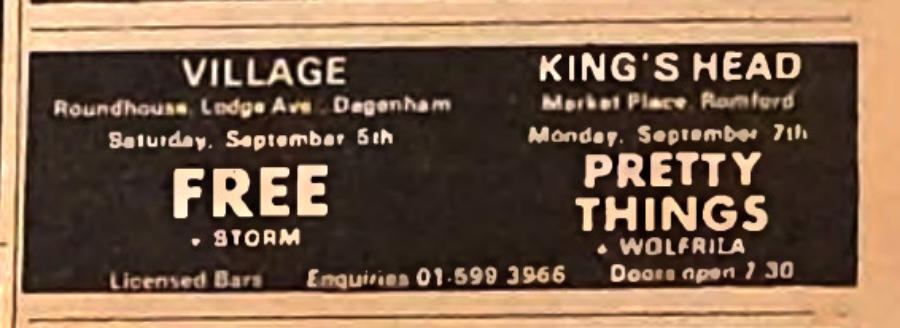 VILLAGE
Roundhouse, Lodge Ave., Dagenham
Saturday, September 5th
FREE
+ STORM
KING'S HEAD
Market Place, Romford
Monday, September 7th
PRETTY
THINGS
+ WOLFRILA
Licensed Bars Enquiries 01-599 3966 Doors open 7.30